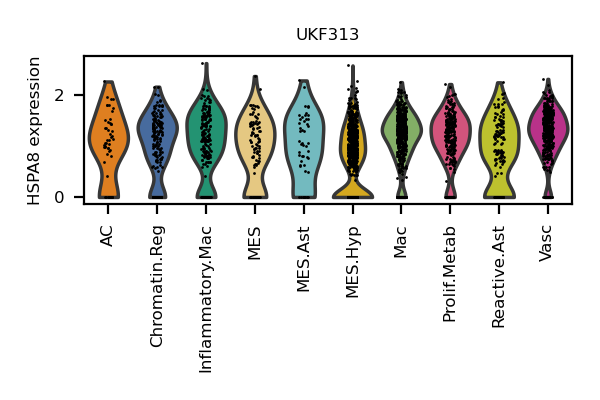 UKF313
HSPA8 expression
2
0
AC
Chromatin.Reg
Inflammatory.Mac
MES
MES.Ast
MES.Hyp
Mac
Prolif.Metab
Reactive.Ast
Vasc